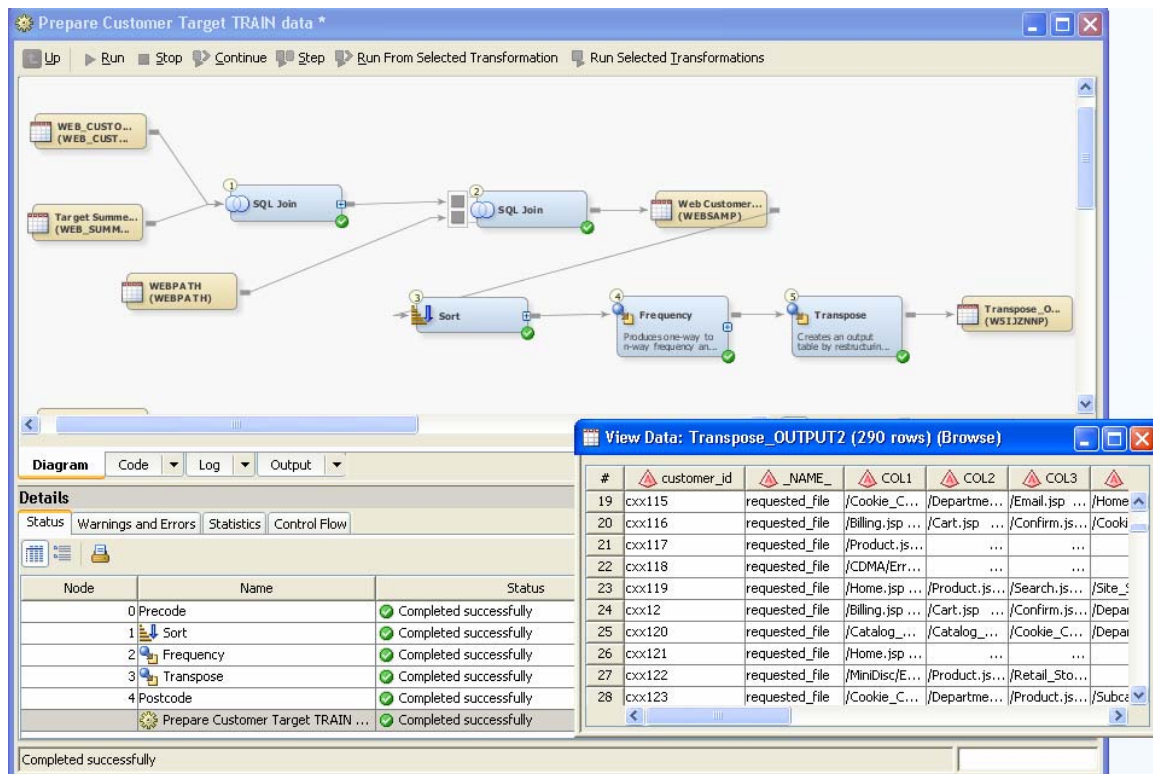 Prepare Customer Target TRAIN data *
Up Run Stop Continue Step Run From Selected Transformation Run Selected Transformations
WEB_CUSTO...
(WEB_CUST...
1
SQL Join
2
SQL Join
Web Customer...
(WEBSAMP)
Target Summe...
(WEB_SUMM...
WEBPATH
(WEBPATH)
3
Sort
4
Frequency
Produces one-way to
n-way frequency an...
5
Transpose
Creates an output
table by restructurin...
Transpose_O...
(W5IJZNNP)
Diagram Code Log Output
Details
Status Warnings and Errors Statistics Control Flow
Node Name Status
0 Precode Completed successfully
1 Sort Completed successfully
2 Frequency Completed successfully
3 Transpose Completed successfully
4 Postcode Completed successfully
Prepare Customer Target TRAIN ... Completed successfully
Completed successfully
View Data: Transpose_OUTPUT2 (290 rows) (Browse)
# customer_id _NAME_ COL1 COL2 COL3
19 cxx115 requested_file /Cookie_C... /Departme... /Email.jsp ... /Home
20 cxx116 requested_file /Billing.jsp ... /Cart.jsp ... /Confirm.js... /Cooki
21 cxx117 requested_file /Product.js... ... ...
22 cxx118 requested_file /CDMA/Err... ... ...
23 cxx119 requested_file /Home.jsp ... /Product.js... /Search.js... /Site_S
24 cxx12 requested_file /Billing.jsp ... /Cart.jsp ... /Confirm.js... /Depar
25 cxx120 requested_file /Catalog_... /Catalog_... /Cookie_C... /Depar
26 cxx121 requested_file /Home.jsp ... ... ...
27 cxx122 requested_file /MiniDisc/E... /Product.js... /Retail_Sto...
28 cxx123 requested_file /Cookie_C... /Departme... /Product.js... /Subca